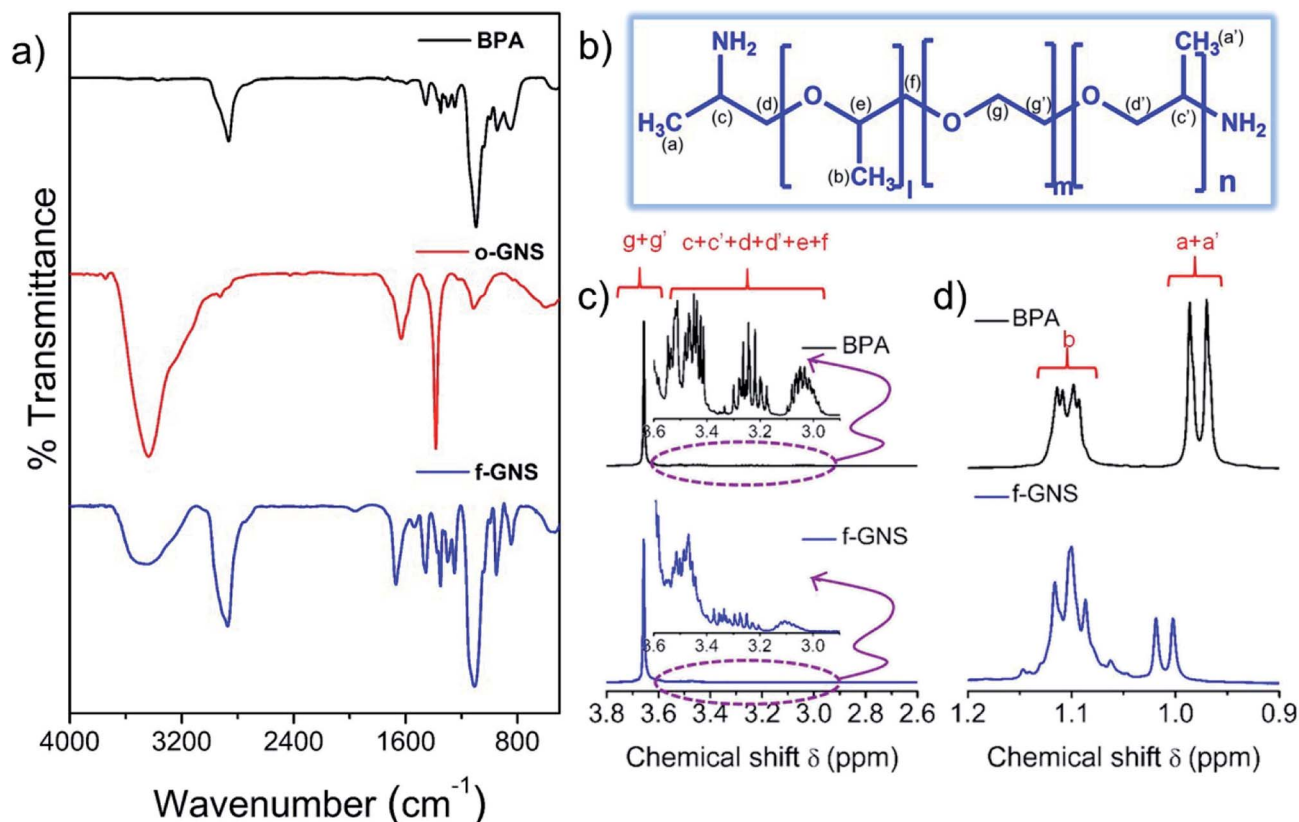 a)
BPA
o-GNS
f-GNS
% Transmittance
4000 3200 2400 1600 800
Wavenumber (cm⁻¹)
b)
NH₂ CH₃(a')
(f)
(d) O (e) (g) (g') O (d')
H₃C (c) O (c') NH₂
(a)
(b)CH₃
l m n
g+g' c+c'+d+d'+e+f a+a'
c) d)
BPA
b
BPA
3.6 3.4 3.2 3.0
f-GNS
f-GNS
3.6 3.4 3.2 3.0
3.8 3.6 3.4 3.2 3.0 2.8 2.6
1.2 1.1 1.0 0.9
Chemical shift δ (ppm)
Chemical shift δ (ppm)